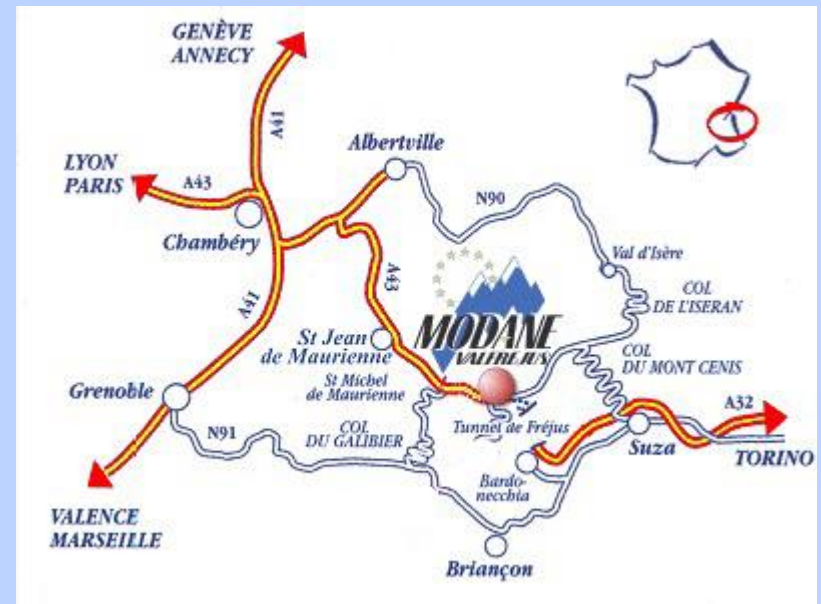 GENÈVE
ANNECY
A41
LYON
PARIS
A43
Chambéry
Albertville
N90
Val d'Isère
COL
DE L'ISERAN
A43
A41
MODANE
VALFREJUS
St Jean
de Maurienne
St Michel
de Maurienne
COL
DU MONT CENIS
Grenoble
N91
COL
DU GALIBIER
Tunnel de Fréjus
A32
Suza
TORINO
Bardo-
necchia
VALENCE
MARSEILLE
Briançon